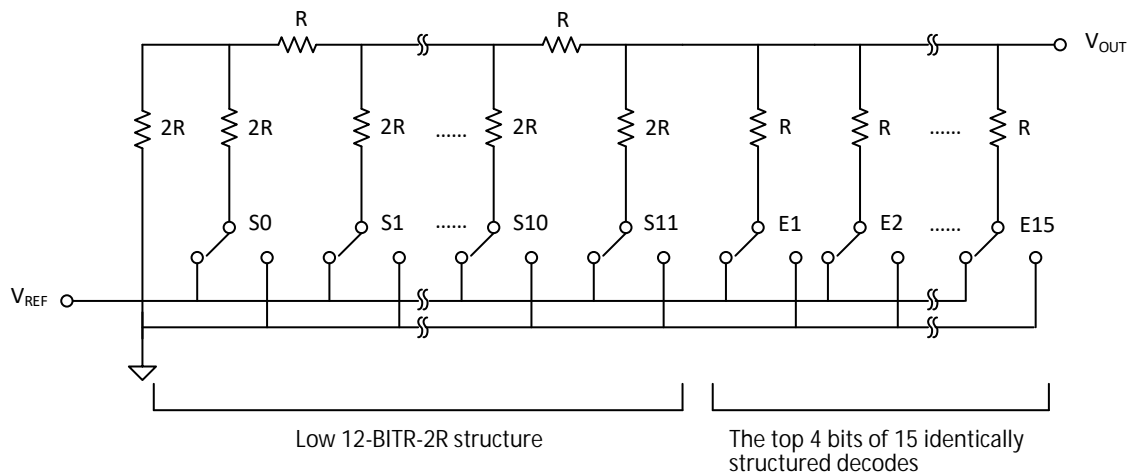 R R
V_OUT
2R 2R 2R ...... 2R 2R R R ...... R
S0 S1 ...... S10 S11 E1 E2 ...... E15
V_REF
Low 12-BITR-2R structure
The top 4 bits of 15 identically
structured decodes